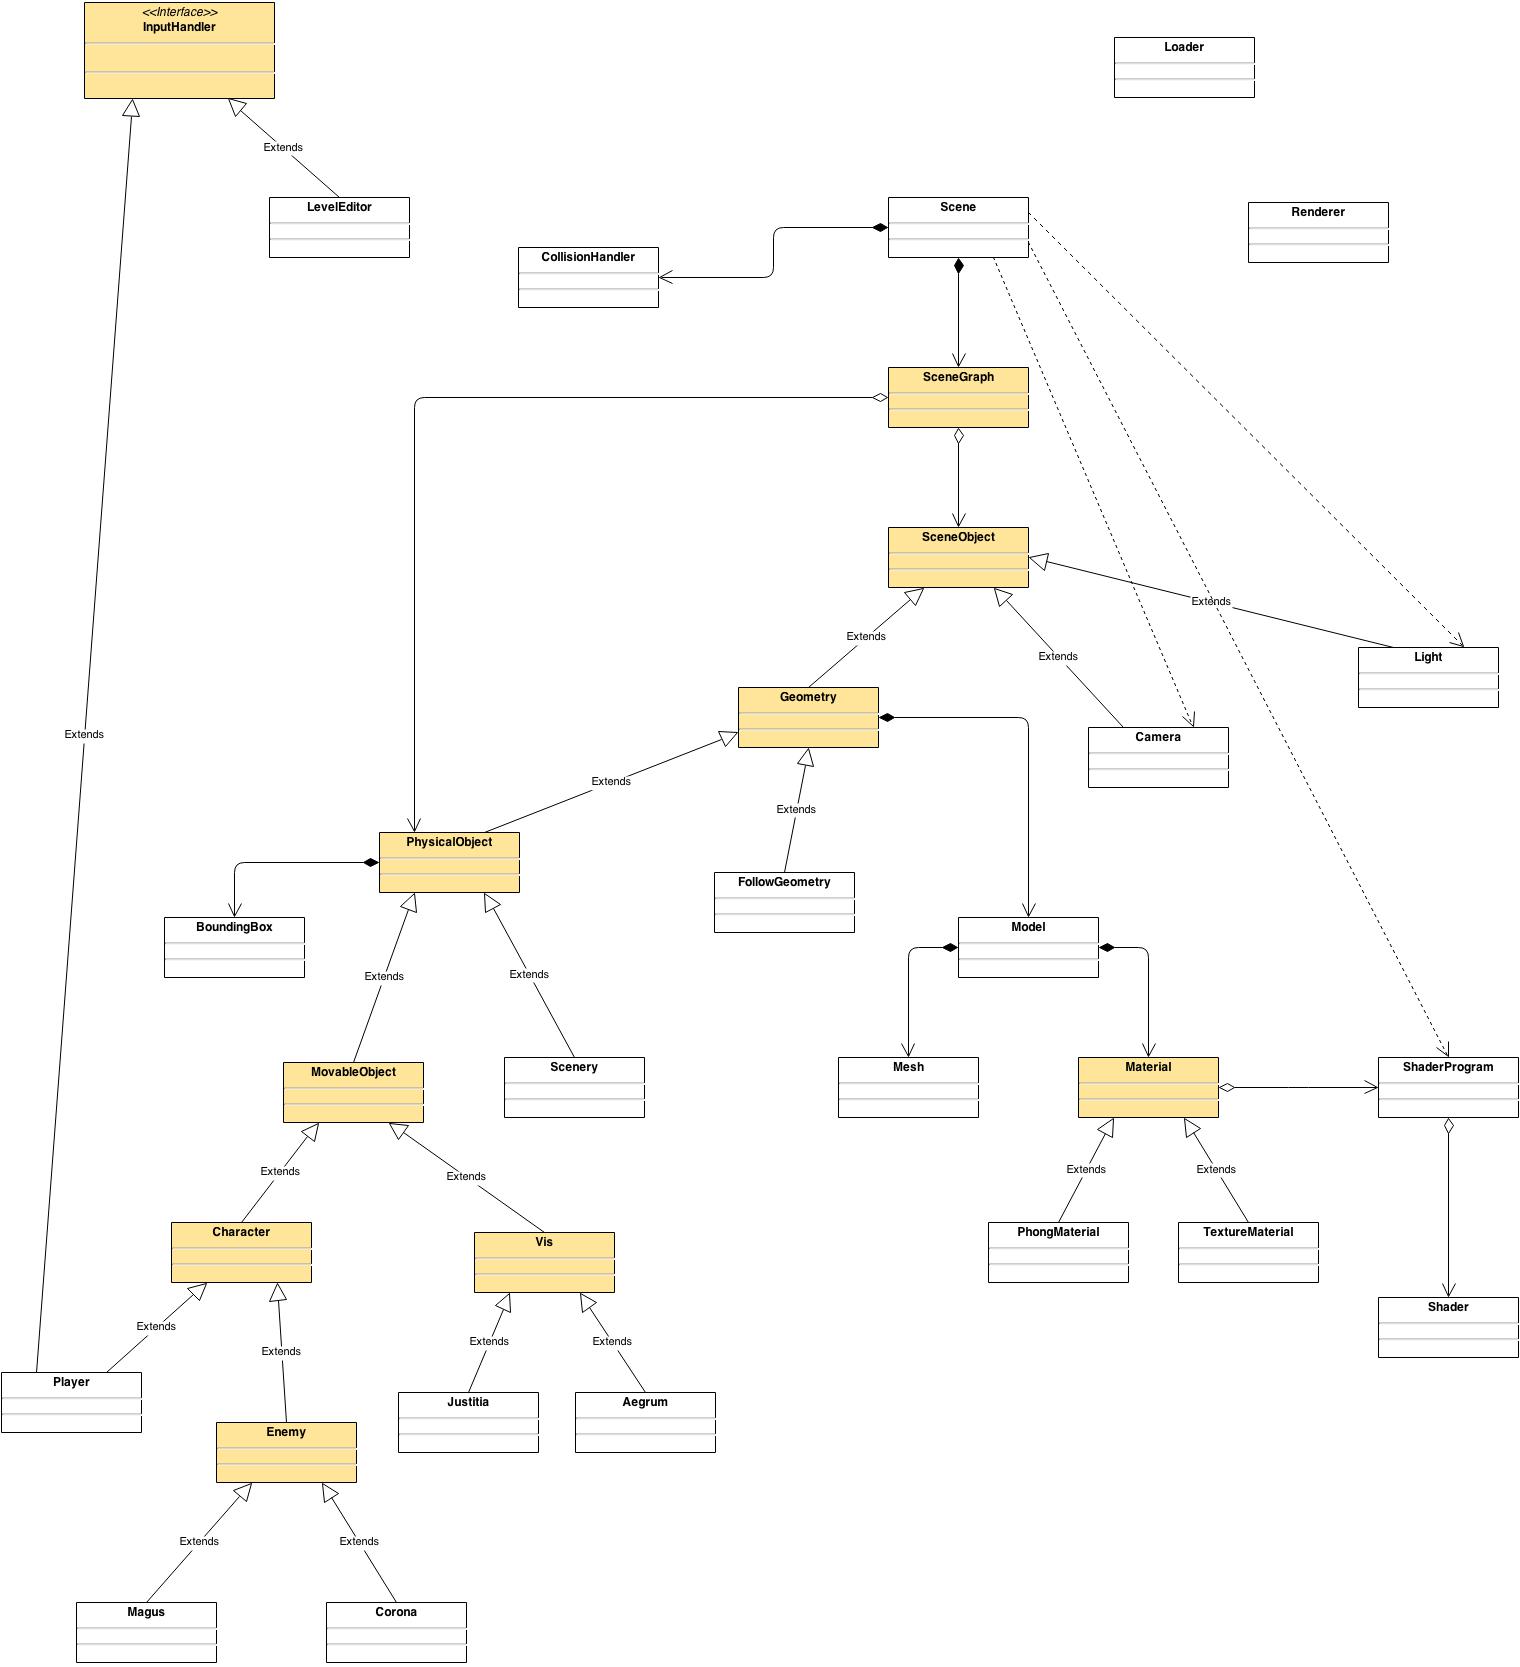 <<Interface>>
InputHandler
Loader
Extends
LevelEditor
Scene
Renderer
CollisionHandler
SceneGraph
SceneObject
Extends
Extends
Extends
Light
Geometry
Extends
Camera
Extends
Extends
PhysicalObject
FollowGeometry
BoundingBox
Model
Extends
Extends
MovableObject
Scenery
Mesh
Material
ShaderProgram
Extends
Extends
Extends
Extends
Character
Vis
PhongMaterial
TextureMaterial
Shader
Extends
Extends
Extends
Extends
Player
Justitia
Aegrum
Enemy
Extends
Extends
Magus
Corona